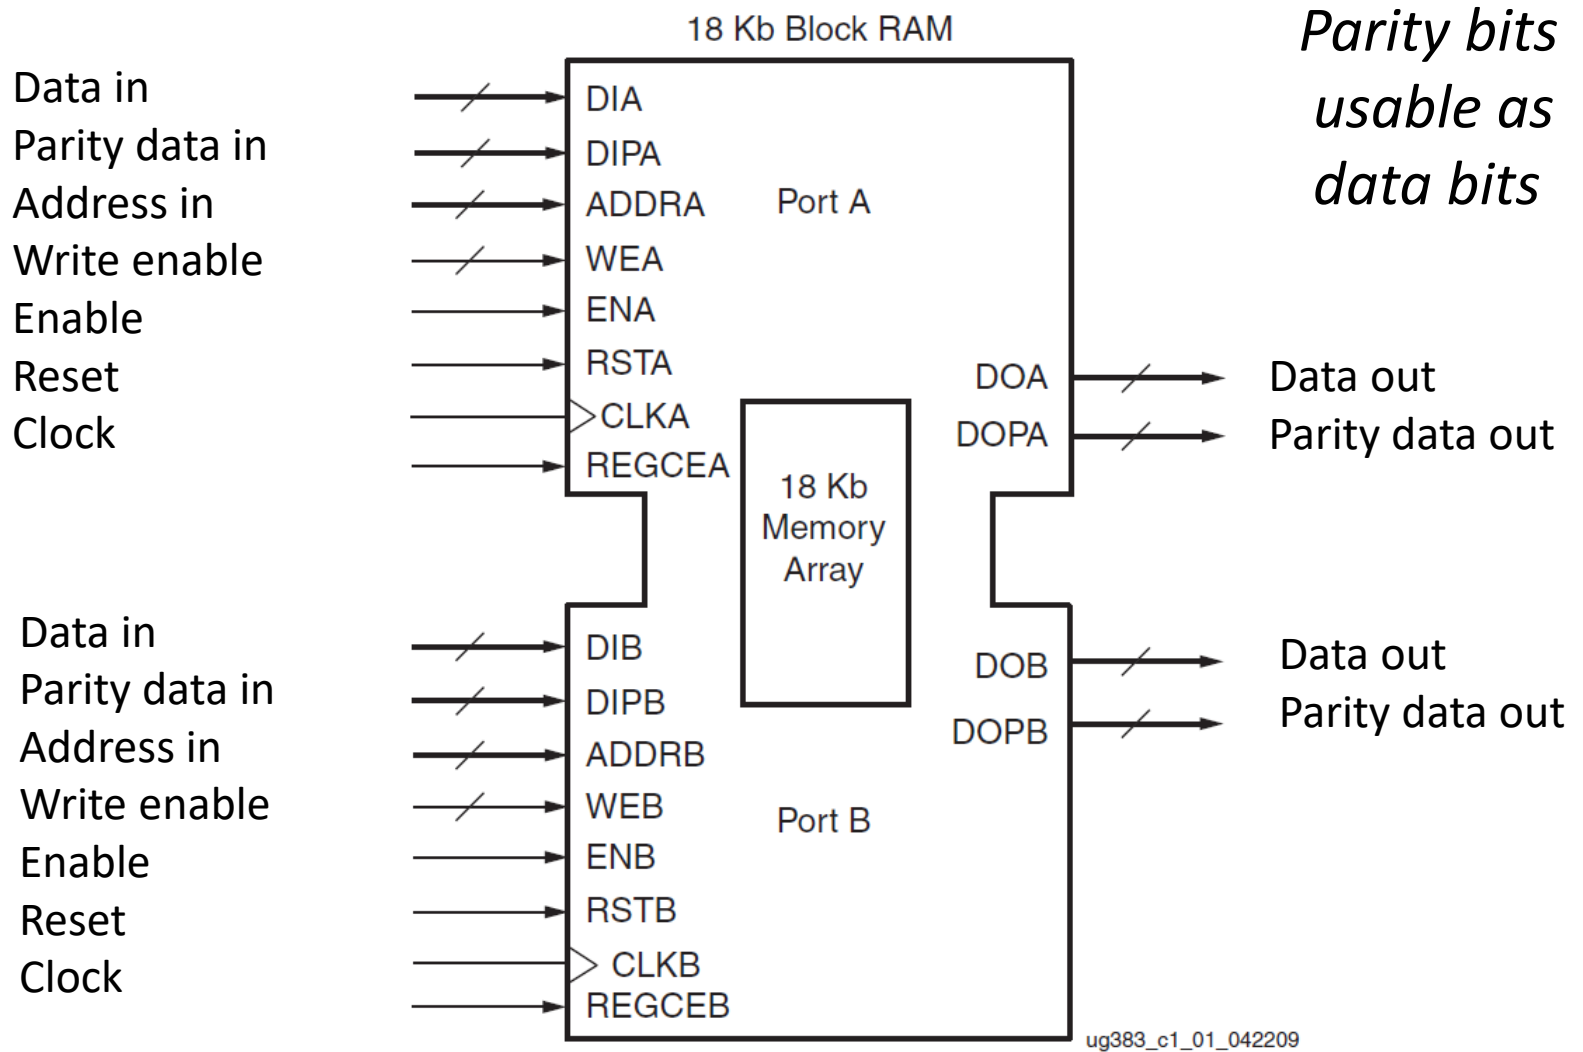 18 Kb Block RAM
Parity bits
usable as
data bits
Data in
Parity data in
Address in
Write enable
Enable
Reset
Clock
DIA
DIPA
ADDRA
Port A
WEA
ENA
RSTA
CLKA
REGCEA
DOA
DOPA
Data out
Parity data out
18 Kb
Memory
Array
Data in
Parity data in
Address in
Write enable
Enable
Reset
Clock
DIB
DIPB
ADDRB
WEB
Port B
ENB
RSTB
CLKB
REGCEB
DOB
DOPB
Data out
Parity data out
ug383_c1_01_042209